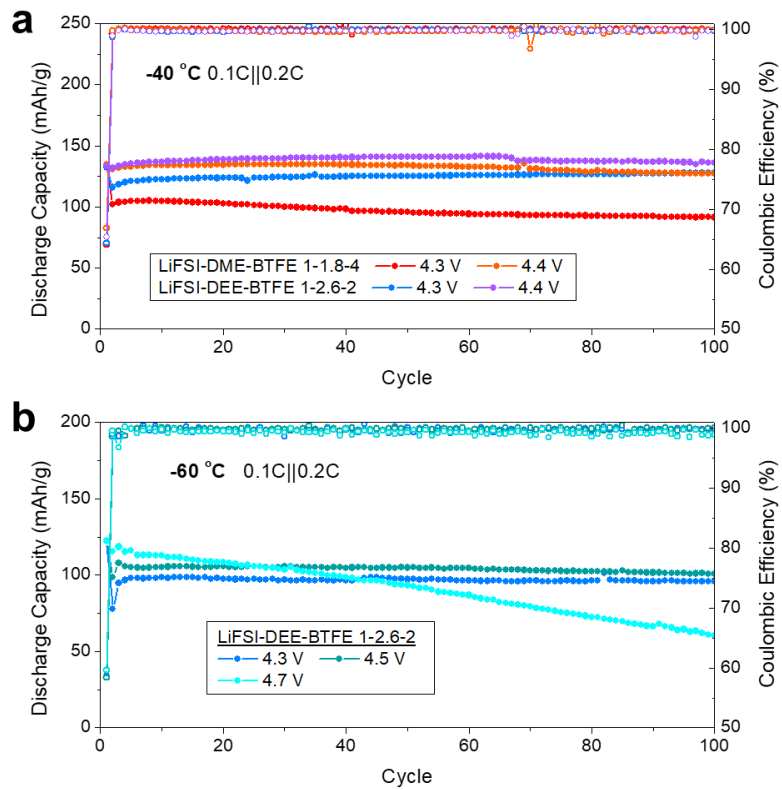 a
-40 °C 0.1C||0.2C
Discharge Capacity (mAh/g)
250
200
150
100
50
0
Coulombic Efficiency (%)
100
90
80
70
60
50
LiFSI-DME-BTFE 1-1.8-4 4.3 V 4.4 V
LiFSI-DEE-BTFE 1-2.6-2 4.3 V 4.4 V
0 20 40 60 80 100
Cycle
b
-60 °C 0.1C||0.2C
Discharge Capacity (mAh/g)
200
150
100
50
0
Coulombic Efficiency (%)
100
90
80
70
60
50
LiFSI-DEE-BTFE 1-2.6-2
4.3 V 4.5 V
4.7 V
0 20 40 60 80 100
Cycle